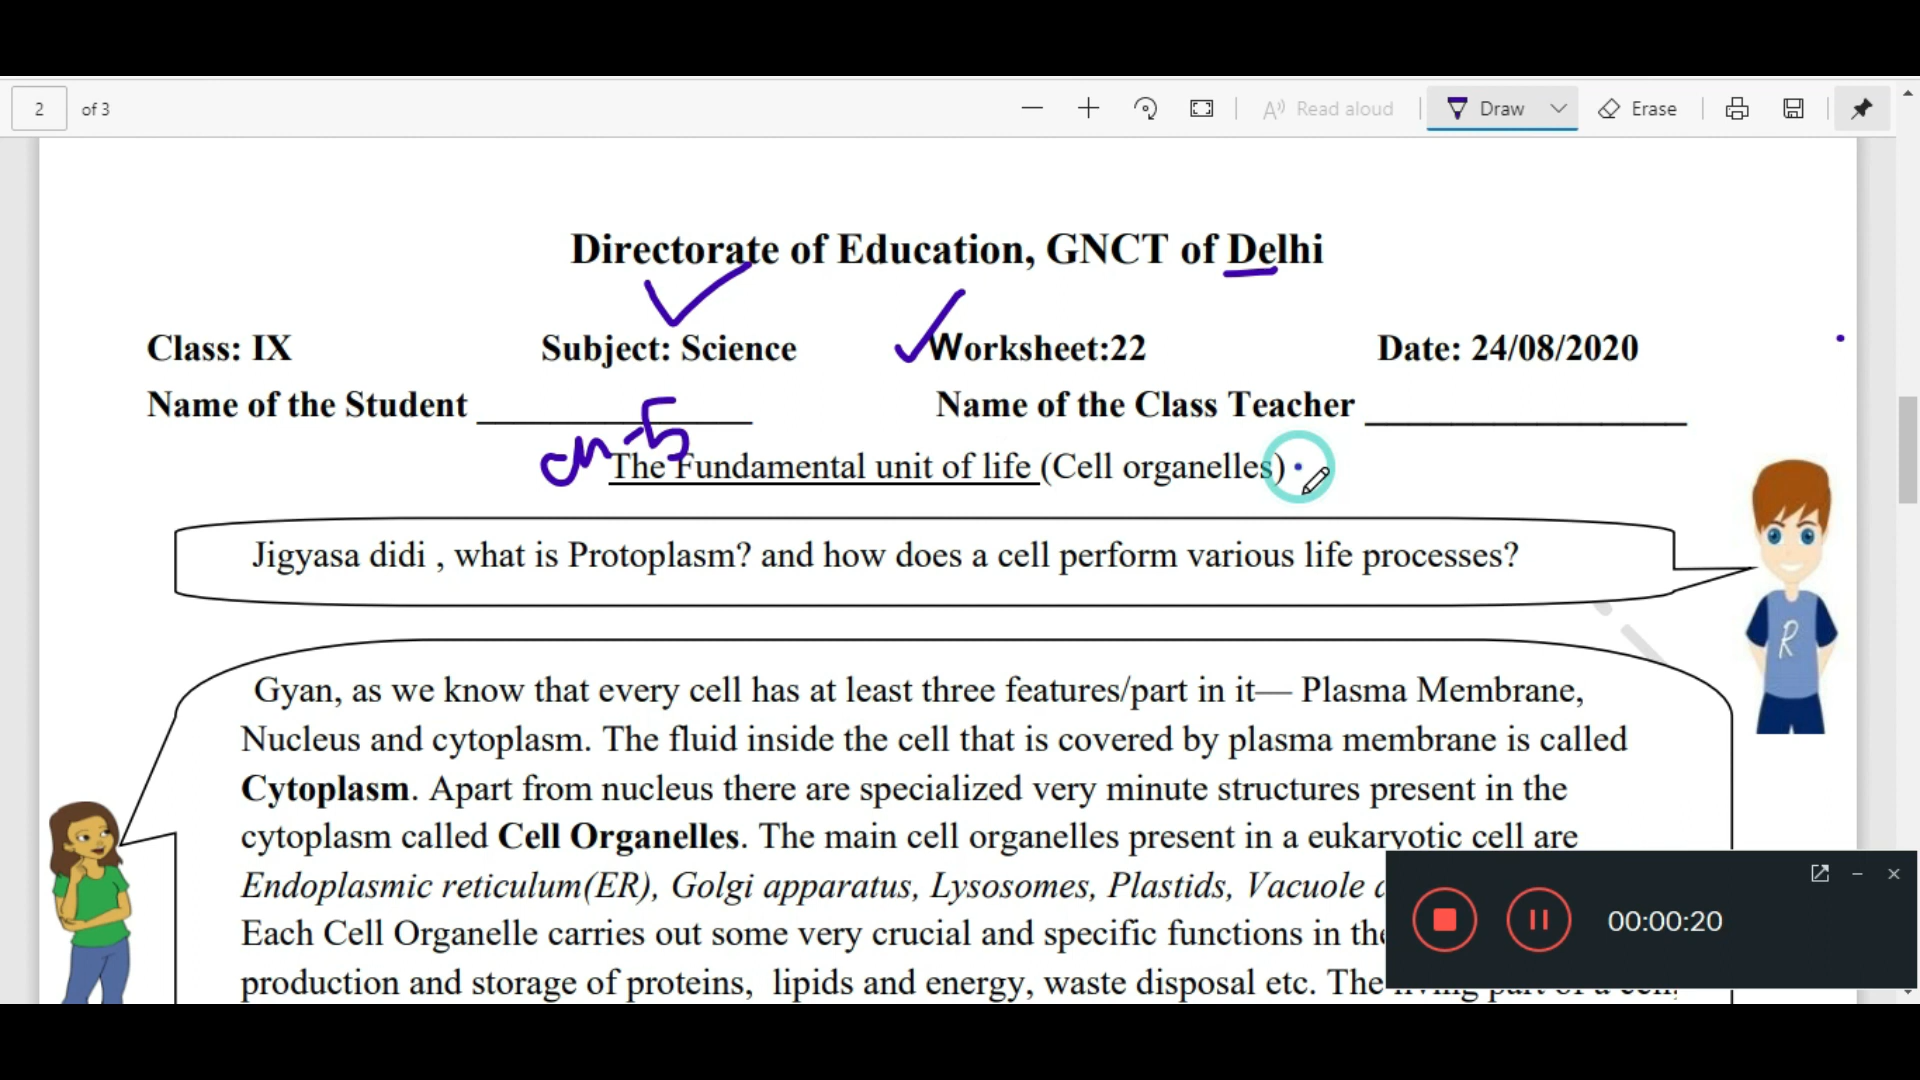 2 of 3 Read aloud Draw Erase
Directorate of Education, GNCT of Delhi
Class: IX Subject: Science Worksheet:22 Date: 24/08/2020
Name of the Student Name of the Class Teacher
ch-5
The Fundamental unit of life (Cell organelles)
Jigyasa didi , what is Protoplasm? and how does a cell perform various life processes?
R
Gyan, as we know that every cell has at least three features/part in it— Plasma Membrane,
Nucleus and cytoplasm. The fluid inside the cell that is covered by plasma membrane is called
Cytoplasm. Apart from nucleus there are specialized very minute structures present in the
cytoplasm called Cell Organelles. The main cell organelles present in a eukaryotic cell are
Endoplasmic reticulum(ER), Golgi apparatus, Lysosomes, Plastids, Vacuole
Each Cell Organelle carries out some very crucial and specific functions in the
production and storage of proteins, lipids and energy, waste disposal etc. The
00:00:20